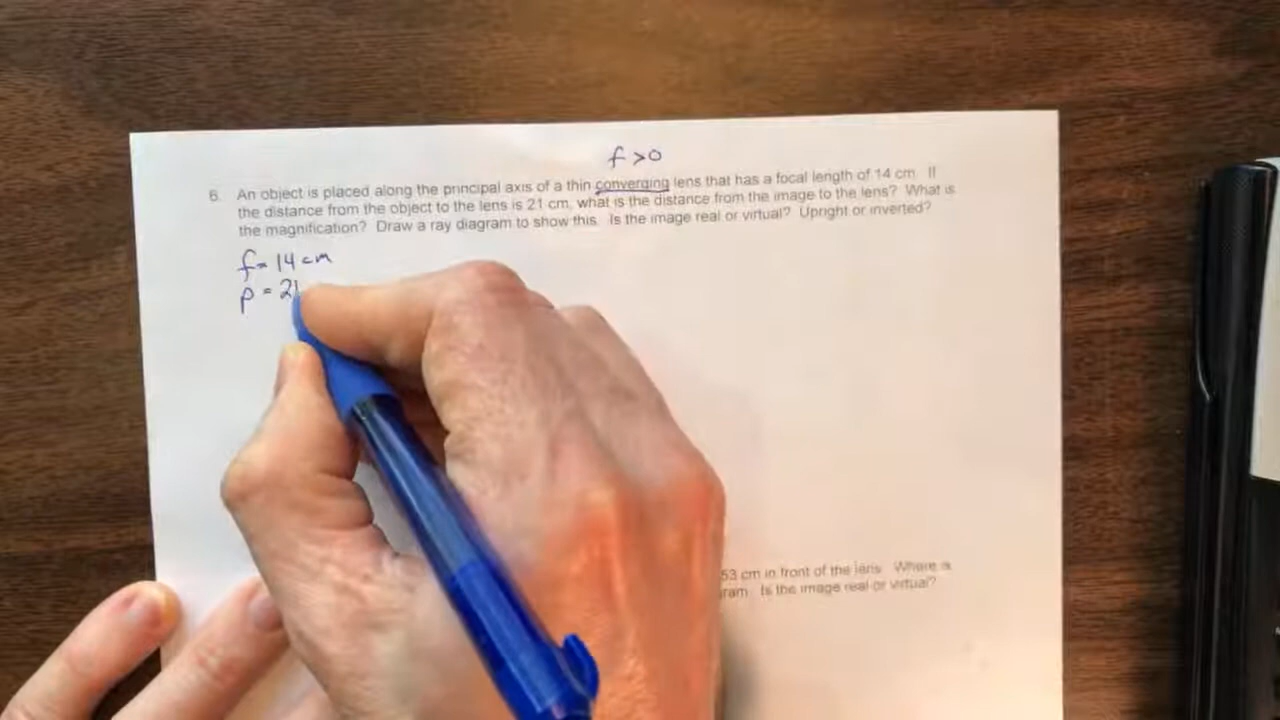 f>0
6. An object is placed along the principal axis of a thin converging lens that has a focal length of 14 cm. If
the distance from the object to the lens is 21 cm, what is the distance from the image to the lens? What is
the magnification? Draw a ray diagram to show this. Is the image real or virtual? Upright or inverted?
f = 14 cm
p = 21
53 cm in front of the lens. Where is
ram. Is the image real or virtual?